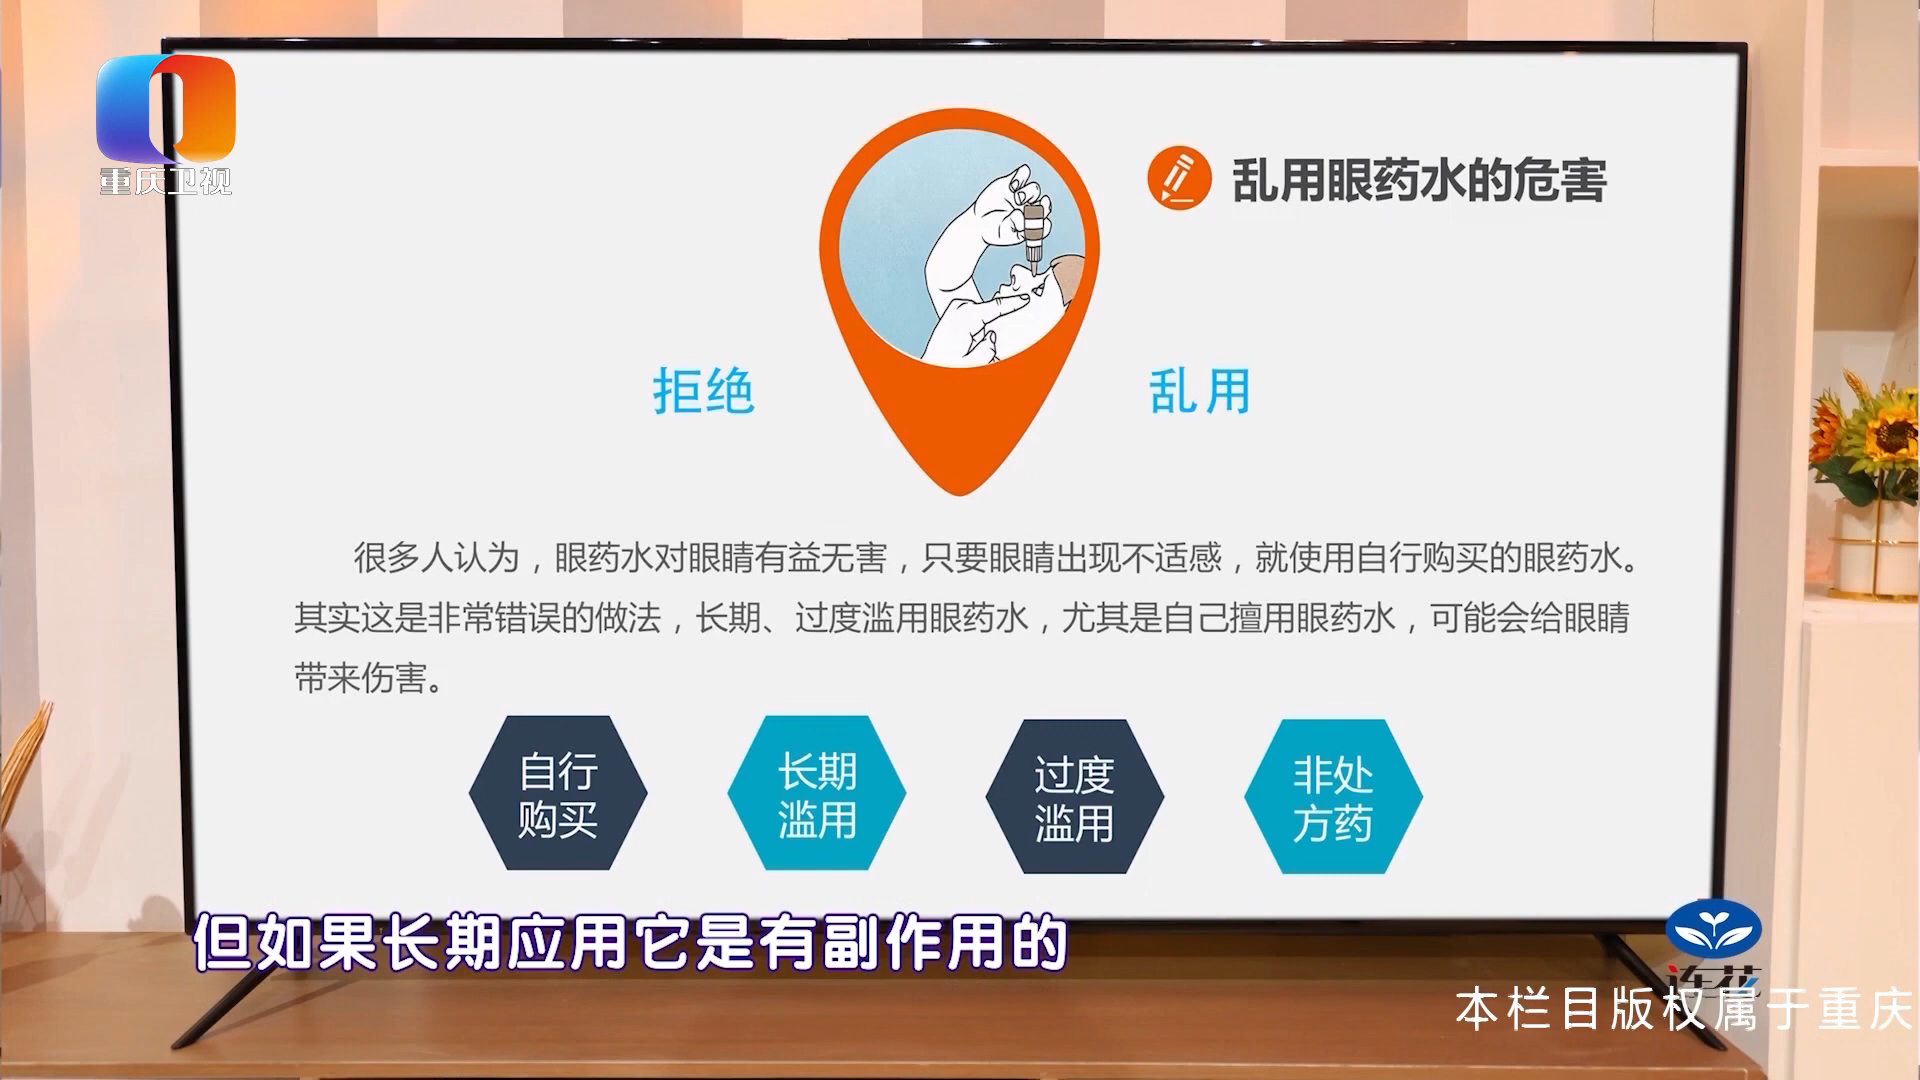 重庆卫视
乱用眼药水的危害
拒绝
乱用
很多人认为，眼药水对眼睛有益无害，只要眼睛出现不适感，就使用自行购买的眼药水。
其实这是非常错误的做法，长期、过度滥用眼药水，尤其是自己擅用眼药水，可能会给眼睛
带来伤害。
自行
购买
长期
滥用
过度
滥用
非处
方药
但如果长期应用它是有副作用的
连花
本栏目版权属于重庆